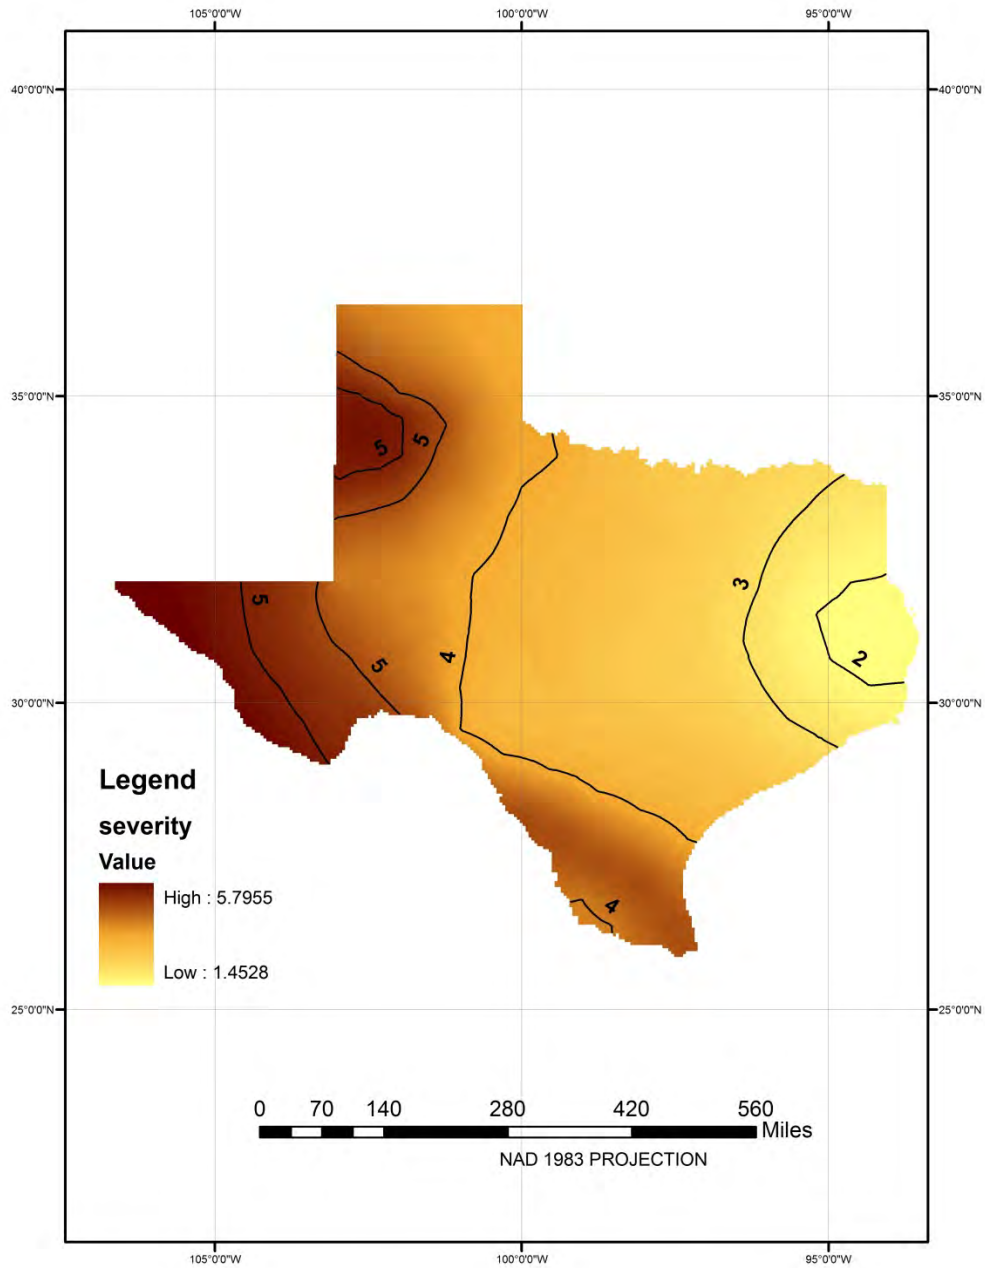 105°0'0"W 100°0'0"W 95°0'0"W
40°0'0"N 40°0'0"N
35°0'0"N 35°0'0"N
5 5
3
5
4
5
2
30°0'0"N 30°0'0"N
Legend
severity
Value
High : 5.7955
4
Low : 1.4528
25°0'0"N 25°0'0"N
0 70 140 280 420 560
Miles
NAD 1983 PROJECTION
105°0'0"W 100°0'0"W 95°0'0"W